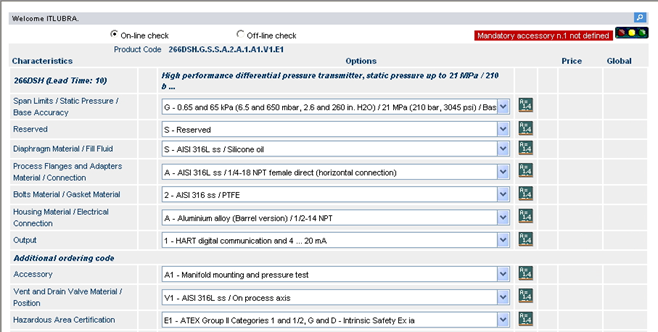 Welcome ITLUBRA.
On-line check Off-line check Mandatory accessory n.1 not defined
Product Code 266DSH.G.S.S.A.2.A.1.A1.V1.E1
Characteristics Options Price Global
266DSH (Lead Time: 10) High performance differential pressure transmitter, static pressure up to 21 MPa / 210
b ...
Span Limits / Static Pressure /
Base Accuracy
G - 0.65 and 65 kPa (6.5 and 650 mbar, 2.6 and 260 in. H2O) / 21 MPa (210 bar, 3045 psi) / Bas
Reserved S - Reserved
Diaphragm Material / Fill Fluid S - AISI 316L ss / Silicone oil
Process Flanges and Adapters
Material / Connection
A - AISI 316L ss / 1/4-18 NPT female direct (horizontal connection)
Bolts Material / Gasket Material 2 - AISI 316 ss / PTFE
Housing Material / Electrical
Connection
A - Aluminium alloy (Barrel version) / 1/2-14 NPT
Output 1 - HART digital communication and 4 ... 20 mA
Additional ordering code
Accessory A1 - Manifold mounting and pressure test
Vent and Drain Valve Material /
Position
V1 - AISI 316L ss / On process axis
Hazardous Area Certification E1 - ATEX Group II Categories 1 and 1/2, G and D - Intrinsic Safety Ex ia